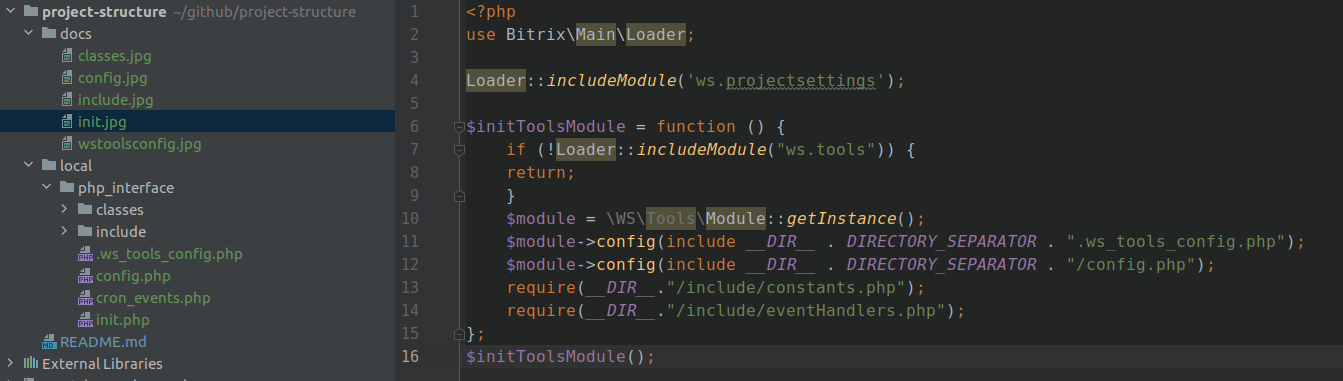 project-structure ~/github/project-structure
docs
classes.jpg
config.jpg
include.jpg
init.jpg
wstoolsconfig.jpg
local
php_interface
classes
include
.ws_tools_config.php
config.php
cron_events.php
init.php
README.md
External Libraries
1 <?php
2 use Bitrix\Main\Loader;
3
4 Loader::includeModule('ws.projectsettings');
5
6 $initToolsModule = function () {
7 if (!Loader::includeModule("ws.tools")) {
8 return;
9 }
10 $module = \WS\Tools\Module::getInstance();
11 $module->config(include __DIR__ . DIRECTORY_SEPARATOR . ".ws_tools_config.php");
12 $module->config(include __DIR__ . DIRECTORY_SEPARATOR . "/config.php");
13 require(__DIR__."/include/constants.php");
14 require(__DIR__."/include/eventHandlers.php");
15 };
16 $initToolsModule();